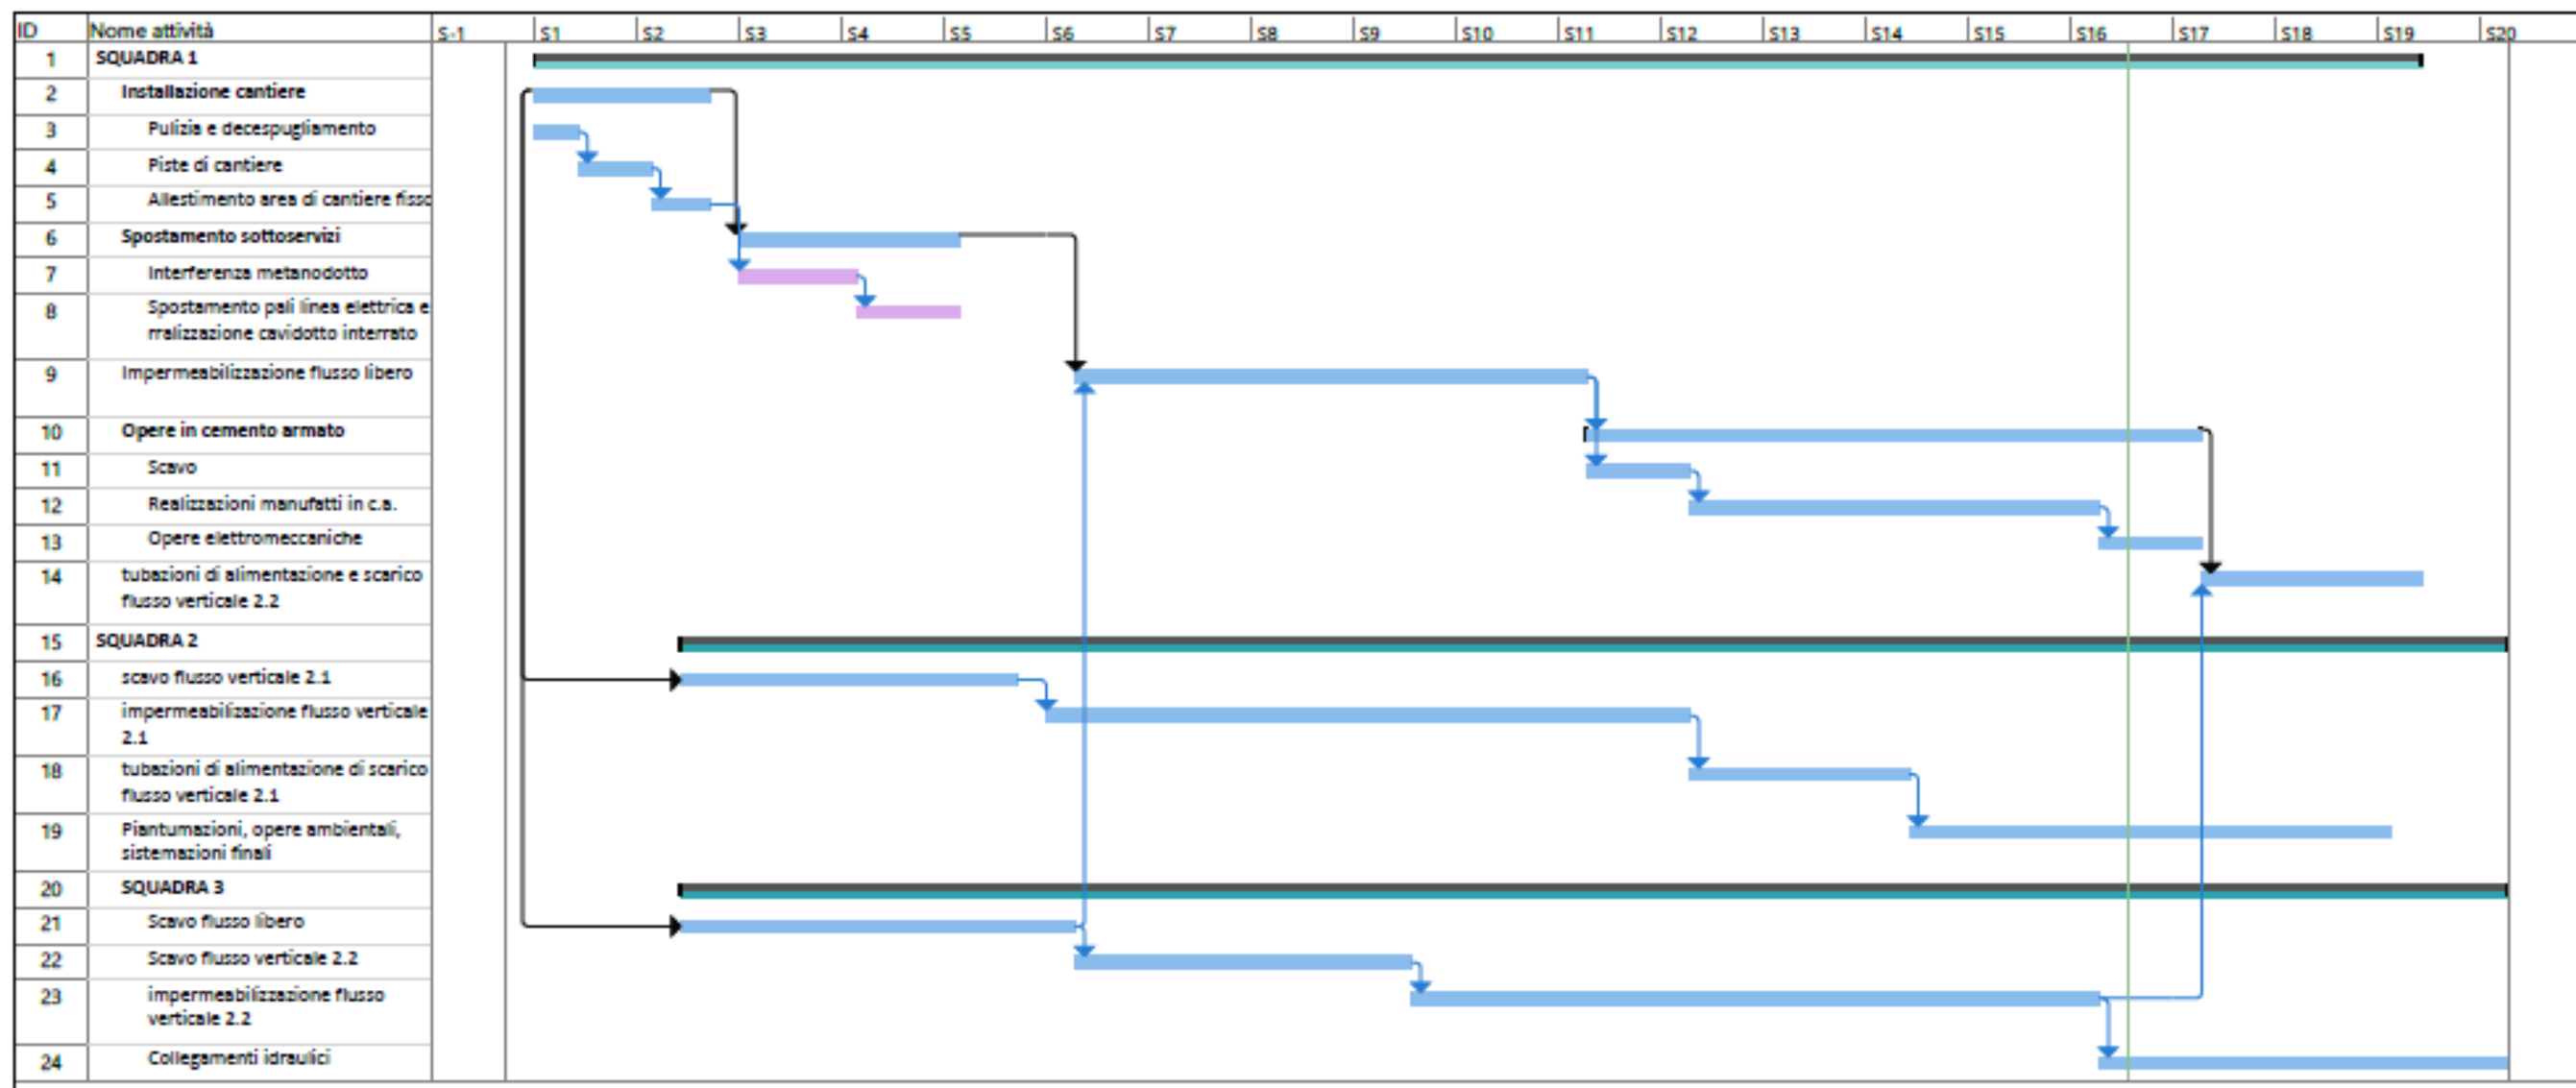 ID Nome attività S-1 S1 S2 S3 S4 S5 S6 S7 S8 S9 S10 S11 S12 S13 S14 S15 S16 S17 S18 S19 S20
1 SQUADRA 1
2 Installazione cantiere
3 Pulizia e decespugliamento
4 Piste di cantiere
5 Allestimento area di cantiere fisso
6 Spostamento sottoservizi
7 Interferenza metanodotto
8 Spostamento pali linea elettrica e
rralizzazione cavidotto interrato
9 Impermeabilizzazione flusso libero
10 Opere in cemento armato
11 Scavo
12 Realizzazioni manufatti in c.a.
13 Opere elettromeccaniche
14 tubazioni di alimentazione e scarico
flusso verticale 2.2
15 SQUADRA 2
16 scavo flusso verticale 2.1
17 impermeabilizazione flusso verticale
2.1
18 tubazioni di alimentazione di scarico
flusso verticale 2.1
19 Piantumazioni, opere ambientali,
sistemazioni finali
20 SQUADRA 3
21 Scavo flusso libero
22 Scavo flusso verticale 2.2
23 impermeabilizzazione flusso
verticale 2.2
24 Collegamenti idraulici